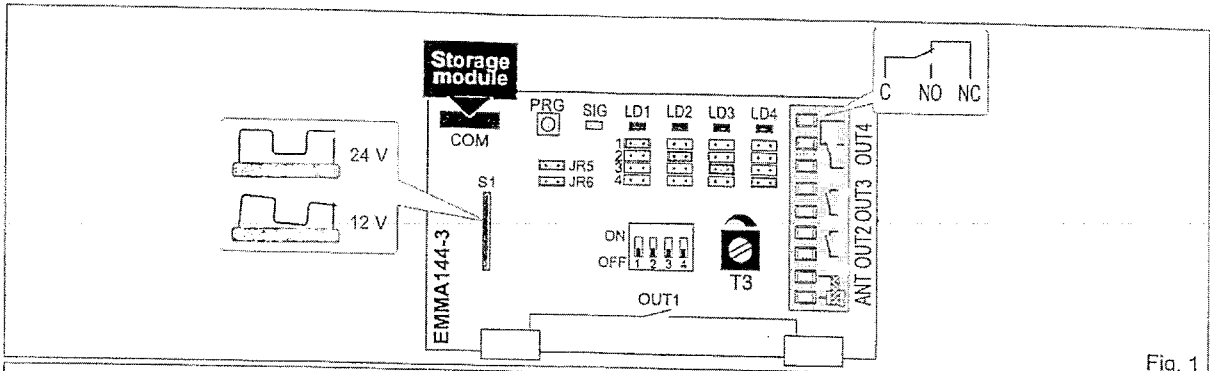 Storage
module
C NO NC
PRG SIG LD1 LD2 LD3 LD4
COM
1
2
3
4
JR5
JR6
24 V
12 V
S1
ON
OFF
1 2 3 4
T3
OUT1
EMMA144-3
ANT OUT2 OUT3 OUT4
Fig. 1